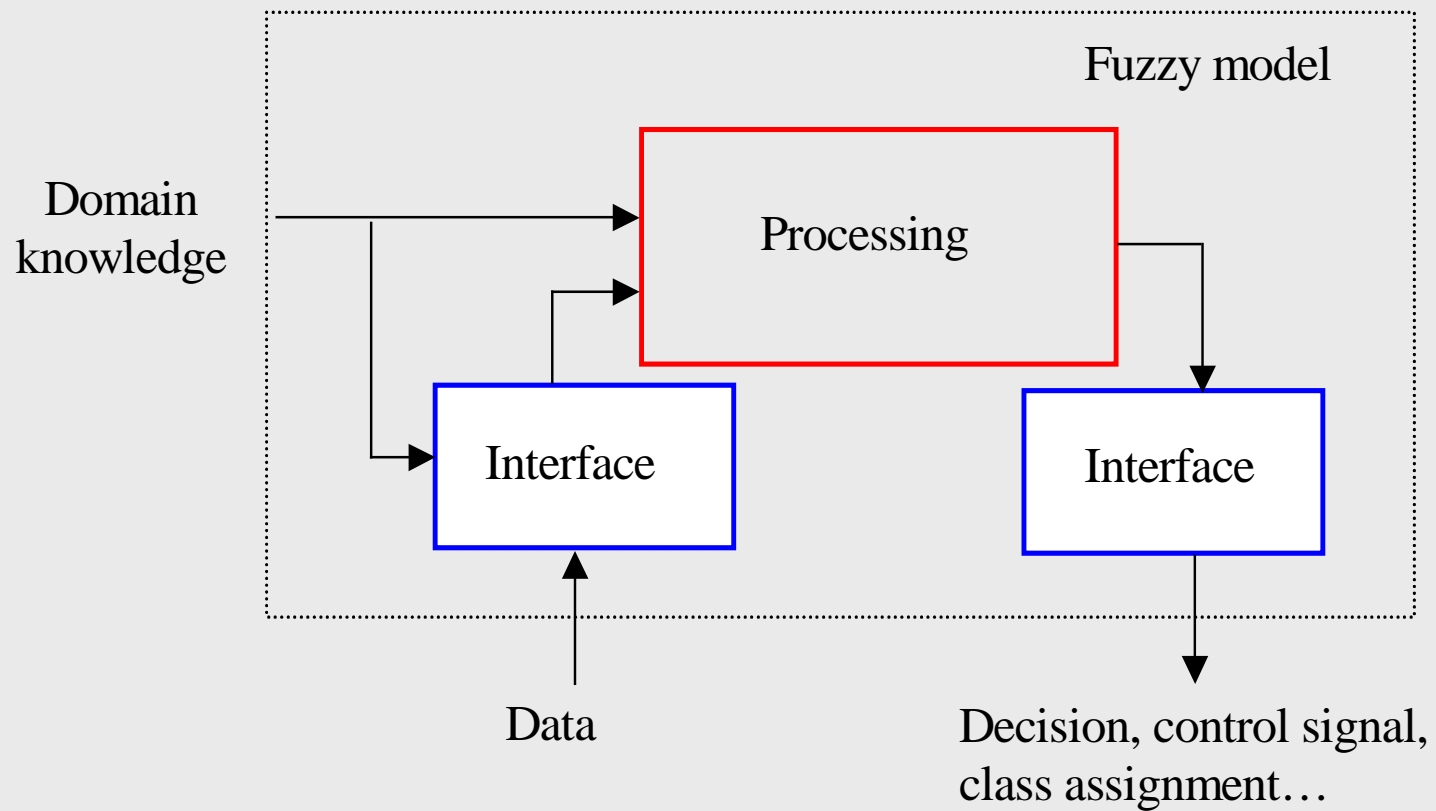 Fuzzy model
Domain
knowledge
Processing
Interface
Interface
Data
Decision, control signal,
class assignment…